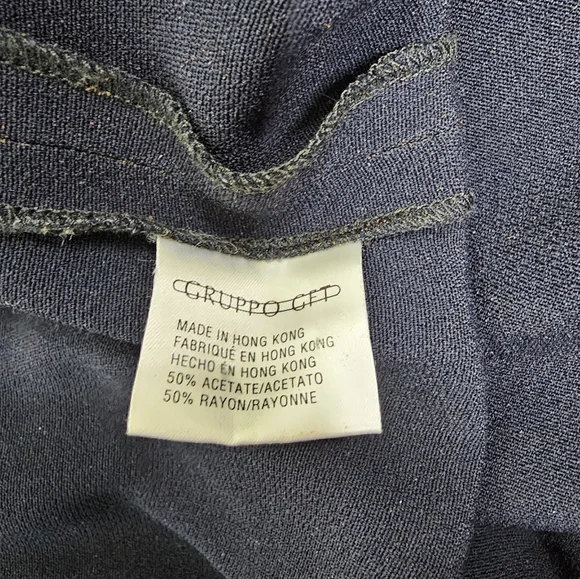 GRUPPO GFT
MADE IN HONG KONG
FABRIQUÉ EN HONG KONG
HECHO ÉN HONG KONG
50% ACETATE/ACETATO
50% RAYON/RAYONNE